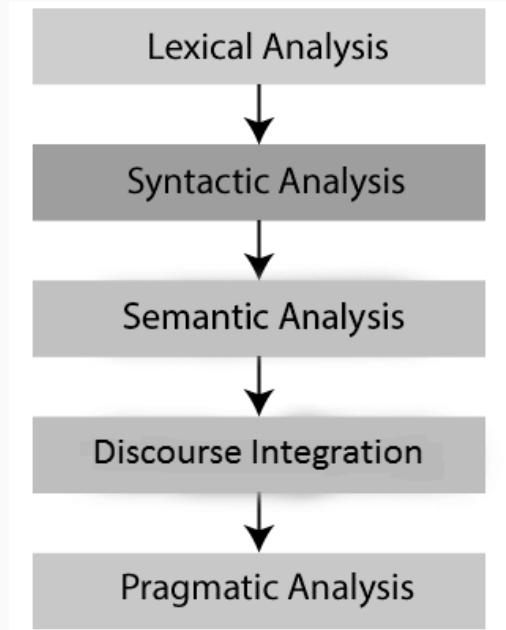 Lexical Analysis
Syntactic Analysis
Semantic Analysis
Discourse Integration
Pragmatic Analysis